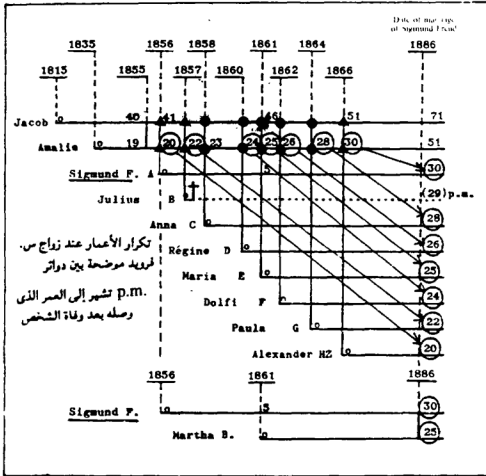 Date of marriage
of Sigmund Freud
1856 1858 1861 1864 1886
1835 1855 1857 1860 1862 1866
1815
Jacob 40 41 46 51 71
Amalie 19 20 22 23 24 25 26 28 30 51
Sigmund F. A 5 30
Julius B (29) p.m.
Anna C 28
Régine D 26
Maria E 25
Dolfi F 24
Paula G 22
Alexander HZ 20
تكرار الأعمار عند زواج س.
فرويد موضحة بين دوائر
p.m. تشير إلى العمر الذى
وصله بعد وفاة الشخص
1856 1861 1886
Sigmund F. 5 30
Martha B. 25